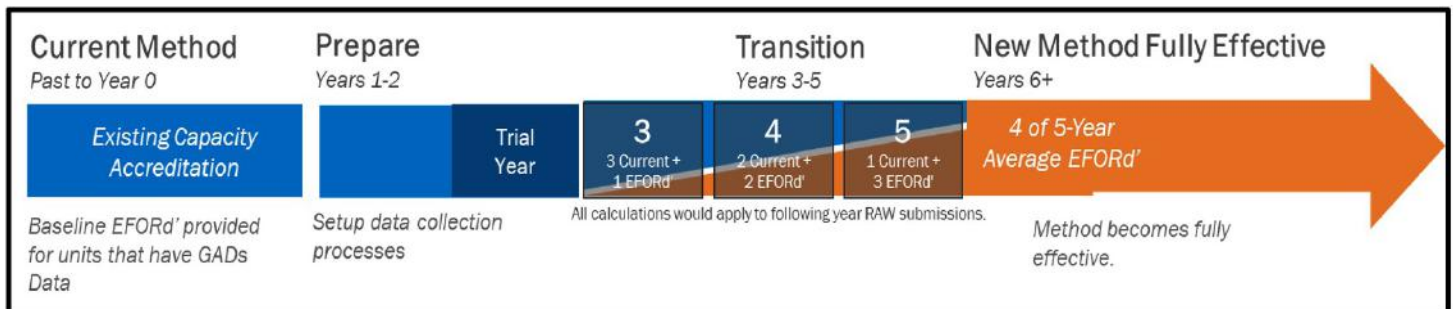 Current Method
Past to Year 0
Existing Capacity
Accreditation
Baseline EFORd' provided
for units that have GADs
Data
Prepare
Years 1-2
Trial
Year
Setup data collection
processes
Transition
Years 3-5
3
3 Current +
1 EFORd'
4
2 Current +
2 EFORd'
5
1 Current +
3 EFORd'
All calculations would apply to following year RAW submissions.
New Method Fully Effective
Years 6+
4 of 5-Year
Average EFORd'
Method becomes fully
effective.